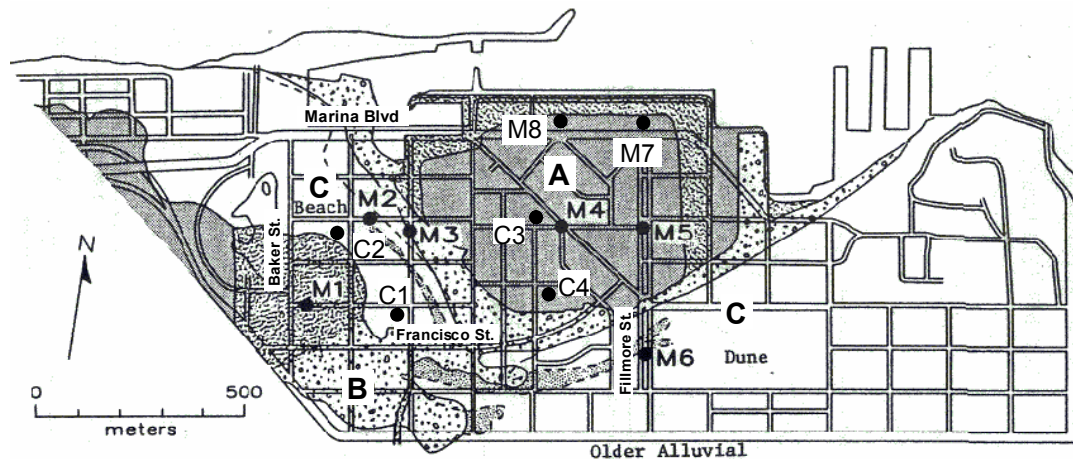 Marina Blvd
M8
M7
A
C
Beach
M2
M4
C3
M3
M5
Baker St.
C2
N
M1
C4
C1
C
Francisco St.
Fillmore St.
M6
Dune
B
0
500
meters
Older Alluvial